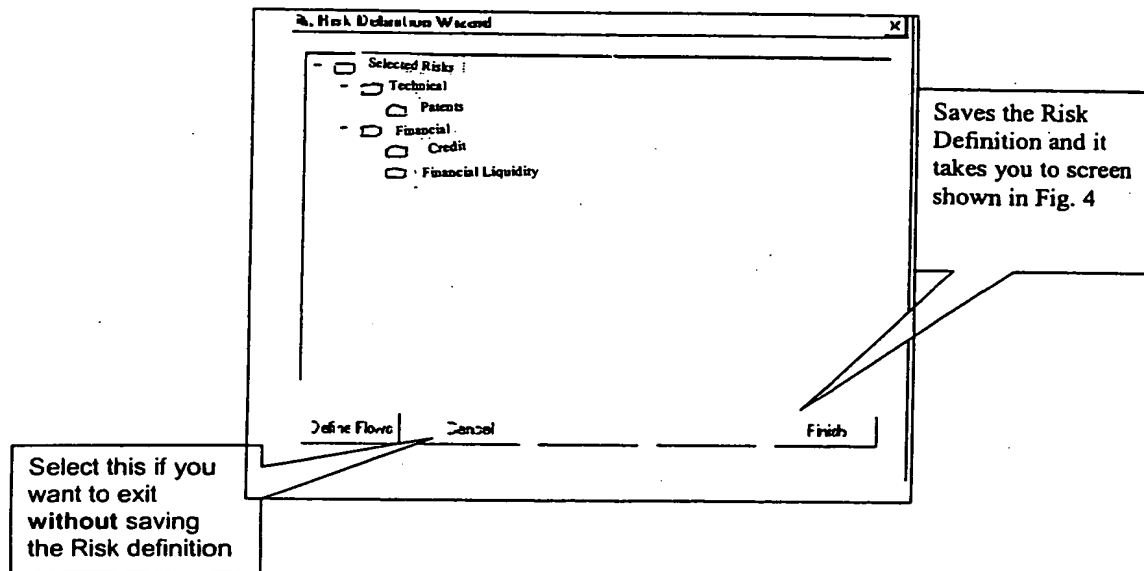 Risk Definition Wizard
Selected Risks
Technical
Patents
Financial
Credit
Financial Liquidity
Define Flows
Cancel
Finish
Saves the Risk
Definition and it
takes you to screen
shown in Fig. 4
Select this if you
want to exit
without saving
the Risk definition